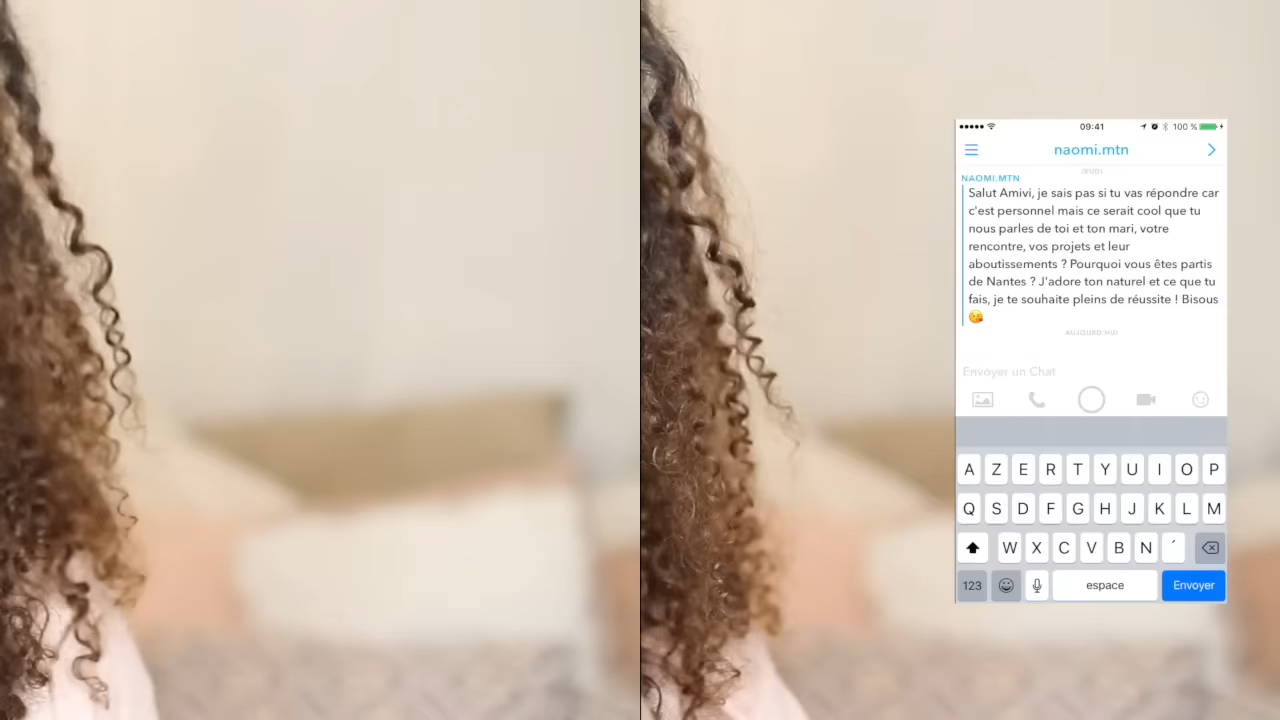 09:41
100 %
naomi.mtn
JEUDI
NAOMI.MTN
Salut Amivi, je sais pas si tu vas répondre car
c'est personnel mais ce serait cool que tu
nous parles de toi et ton mari, votre
rencontre, vos projets et leur
aboutissements ? Pourquoi vous êtes partis
de Nantes ? J'adore ton naturel et ce que tu
fais, je te souhaite pleins de réussite ! Bisous
😘
AUJOURD'HUI
Envoyer un Chat
A Z E R T Y U I O P
Q S D F G H J K L M
W X C V B N ´
123 espace Envoyer